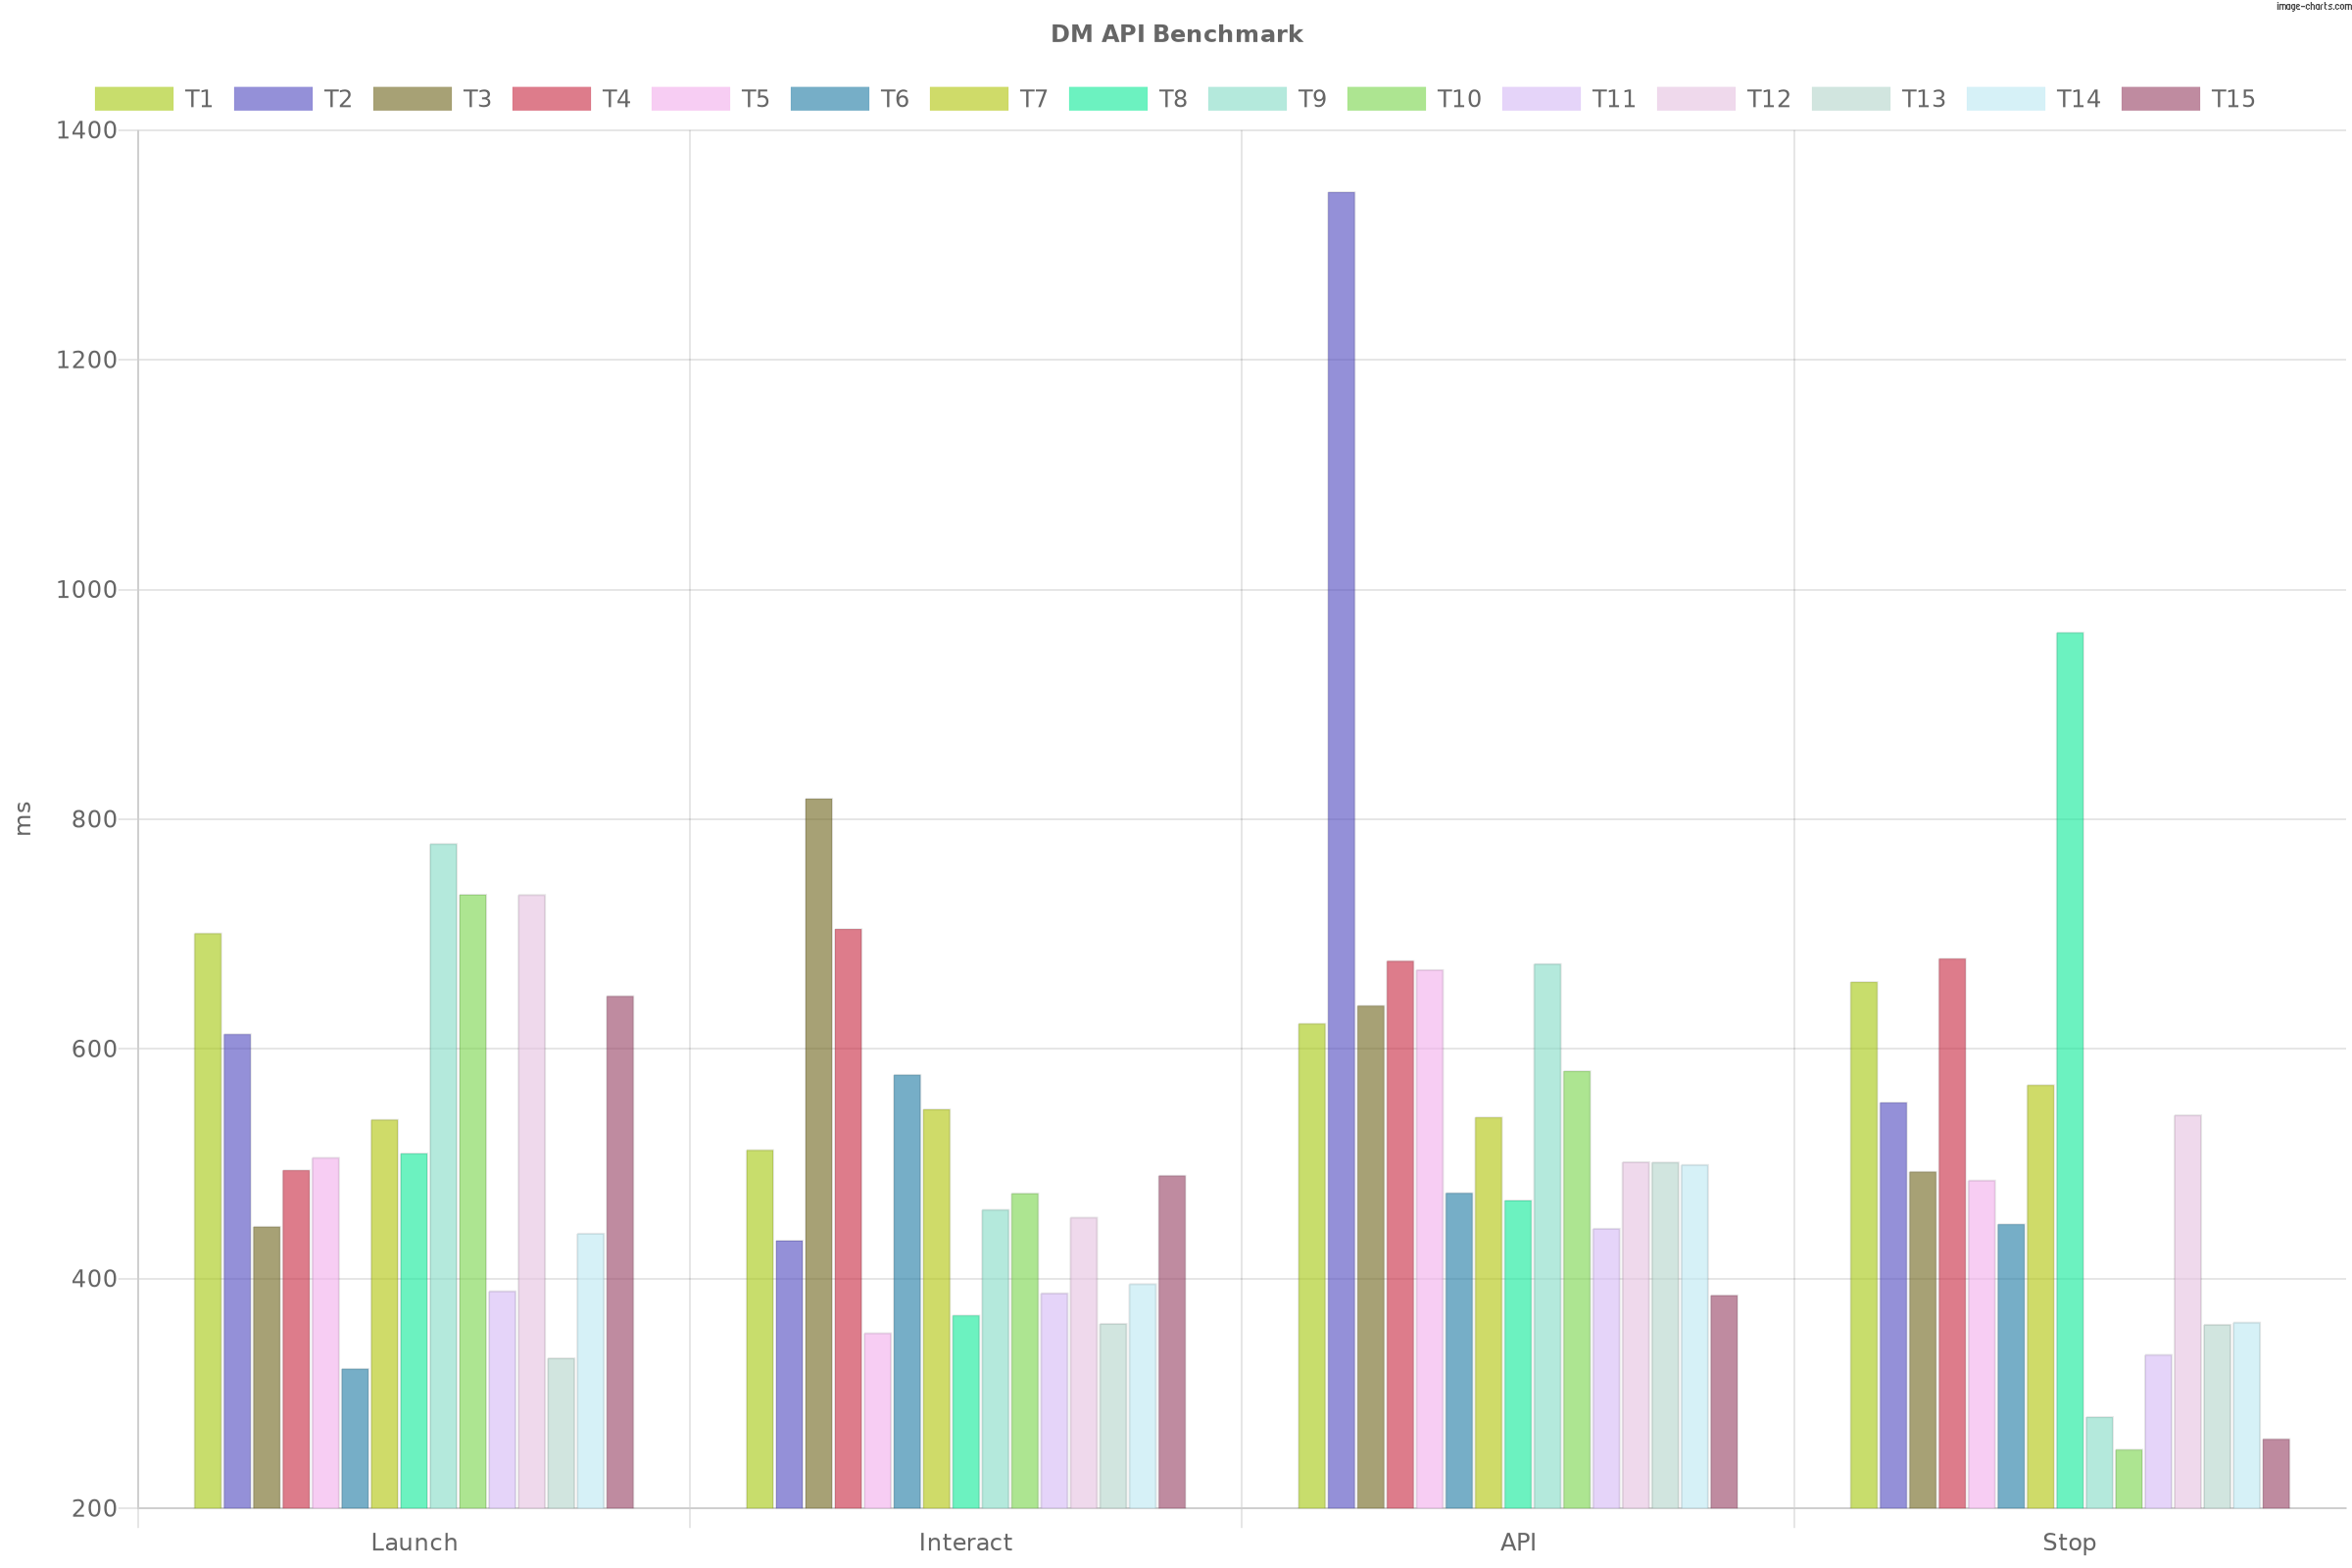 image-charts.com
DM API Benchmark
T1 T2 T3 T4 T5 T6 T7 T8 T9 T10 T11 T12 T13 T14 T15
1400
1200
1000
800
600
400
200
ms
Launch Interact API Stop